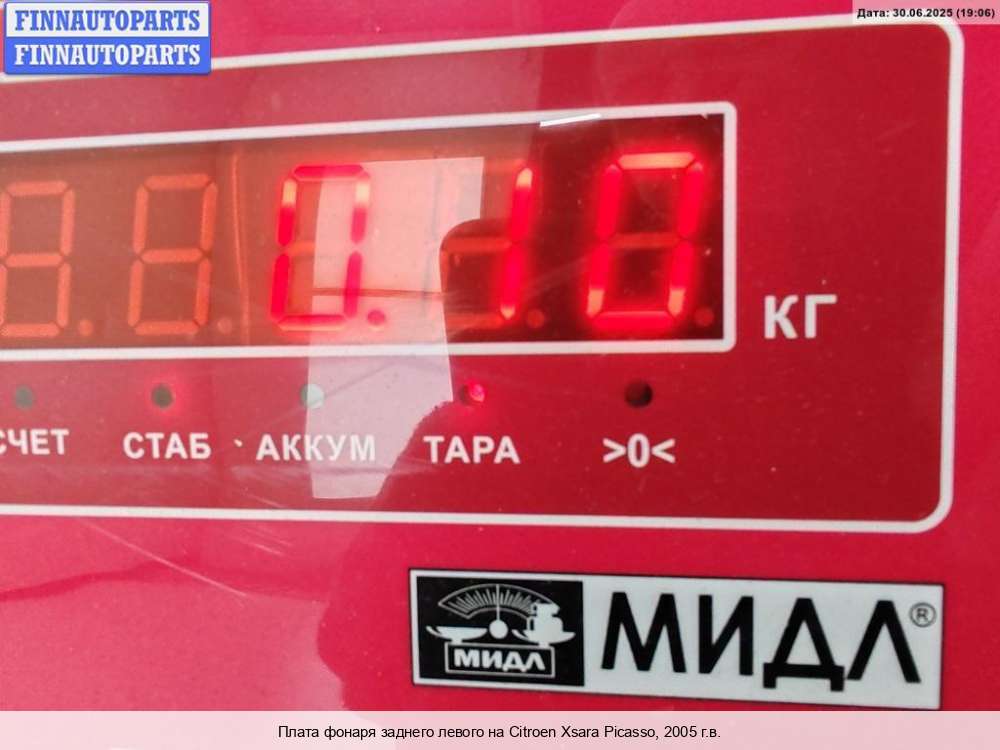 FINNAUTOPARTS
FINNAUTOPARTS
Дата: 30.06.2025 (19:06)
0.10
КГ
СЧЕТ СТАБ АККУМ ТАРА >0<
МИДЛ
МИДЛ®
Плата фонаря заднего левого на Citroen Xsara Picasso, 2005 г.в.